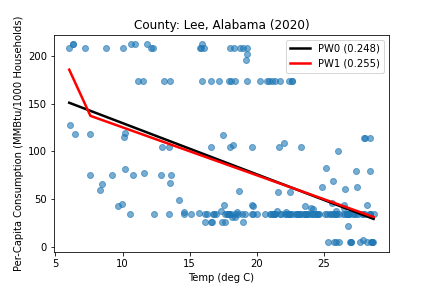 County: Lee, Alabama (2020)
Per-Capita Consumption (MMBtu/1000 Households)
200
150
100
50
0
PW0 (0.248)
PW1 (0.255)
5 10 15 20 25
Temp (deg C)